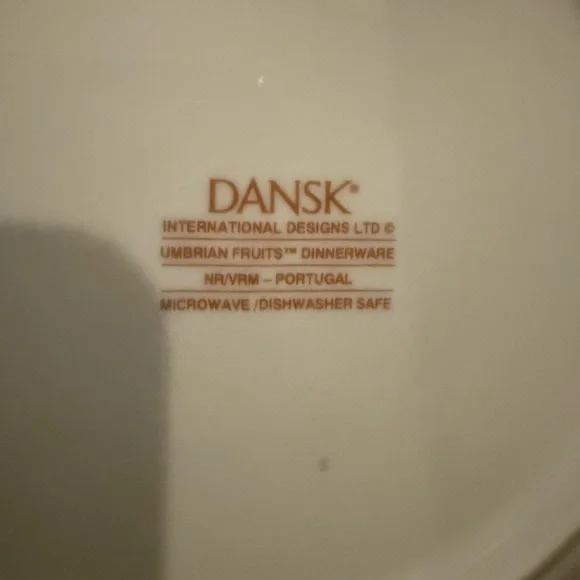 DANSK®
INTERNATIONAL DESIGNS LTD ©
UMBRIAN FRUITS™ DINNERWARE
NR/VRM – PORTUGAL
MICROWAVE /DISHWASHER SAFE